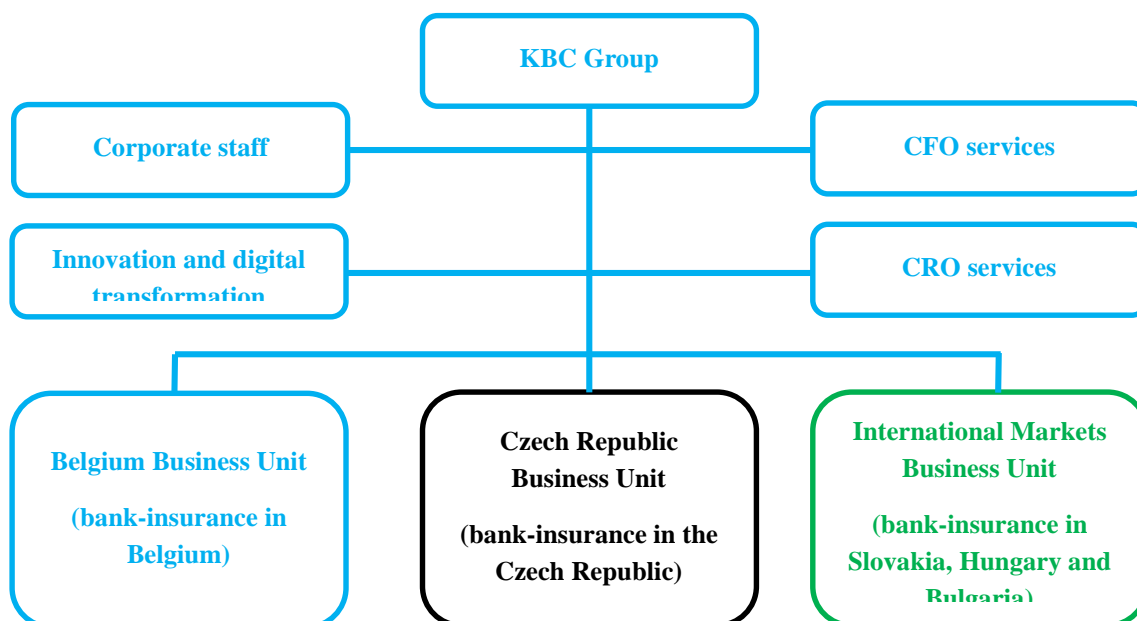 KBC Group
Corporate staff
CFO services
Innovation and digital
transformation
CRO services
Belgium Business Unit
(bank-insurance in
Belgium)
Czech Republic
Business Unit
(bank-insurance in the
Czech Republic)
International Markets
Business Unit
(bank-insurance in
Slovakia, Hungary and
Bulgaria)